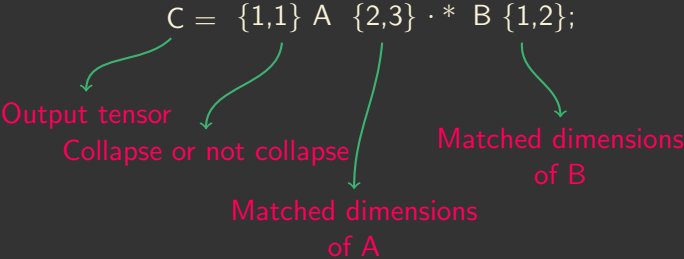 C = {1,1} A {2,3} ·* B {1,2};
Output tensor
Collapse or not collapse
Matched dimensions
of B
Matched dimensions
of A